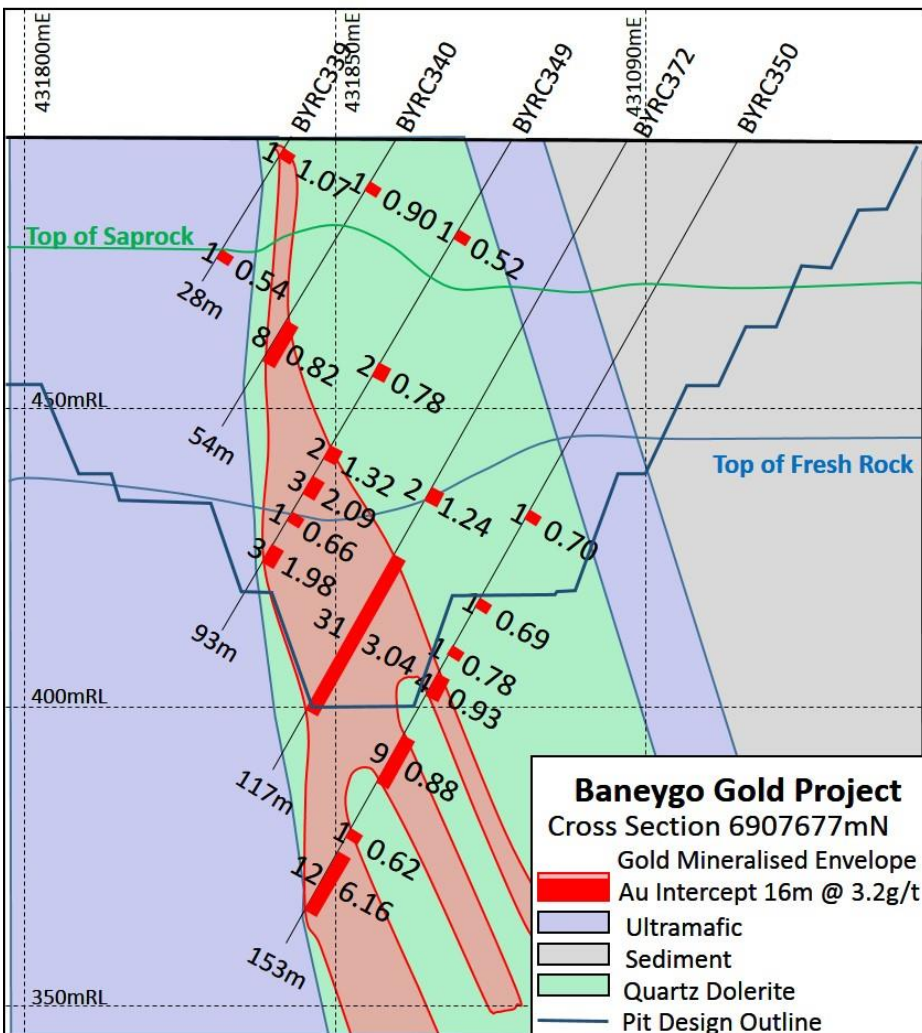 431800mE
BYRC339
431850mE
BYRC340
BYRC349
431090mE
BYRC372
BYRC350
1 1.07
1 0.90
1 0.52
Top of Saprock
1 0.54
28m
8 0.82
2 0.78
450mRL
54m
2 1.32
Top of Fresh Rock
3 2.09
2 1.24
1 0.66
1 0.70
3 1.98
93m
31 3.04
1 0.69
1 0.78
4 0.93
400mRL
117m
9 0.88
1 0.62
12 6.16
153m
350mRL
Baneygo Gold Project
Cross Section 6907677mN
Gold Mineralised Envelope
Au Intercept 16m @ 3.2g/t
Ultramafic
Sediment
Quartz Dolerite
Pit Design Outline